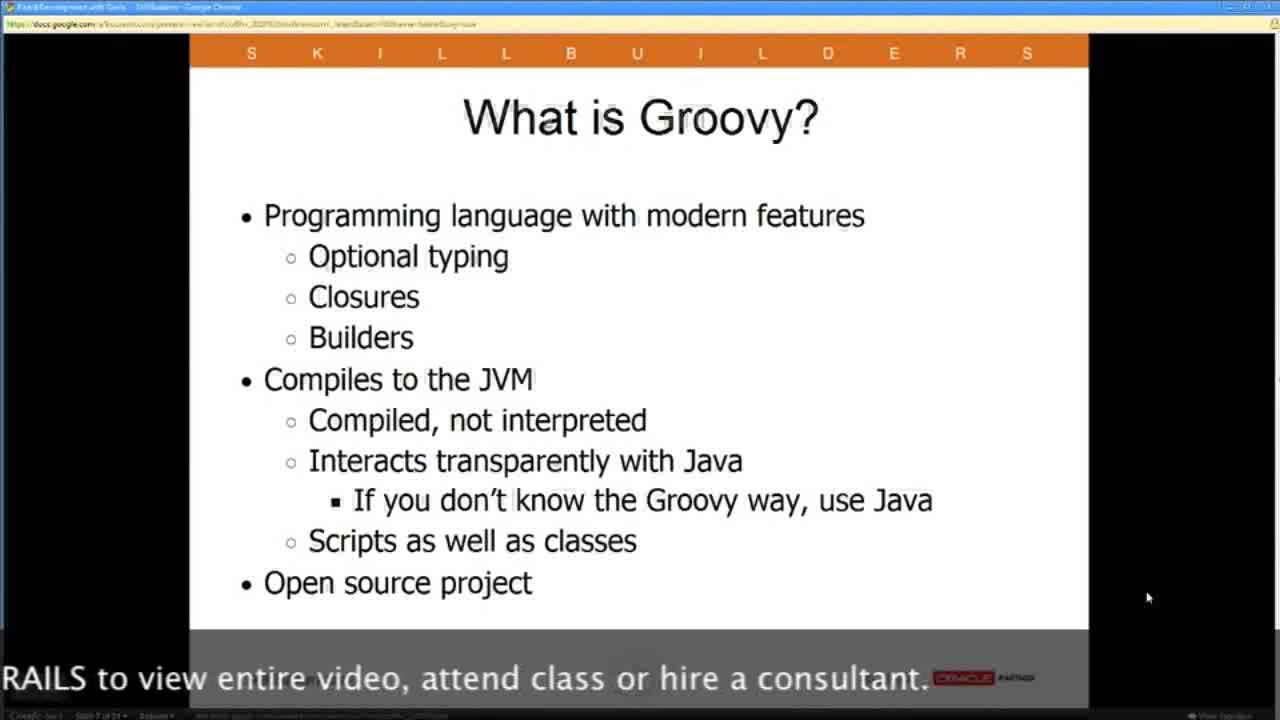 S K I L L B U I L D E R S
What is Groovy?
• Programming language with modern features
○ Optional typing
○ Closures
○ Builders
• Compiles to the JVM
○ Compiled, not interpreted
○ Interacts transparently with Java
▪ If you don’t know the Groovy way, use Java
○ Scripts as well as classes
• Open source project
RAILS to view entire video, attend class or hire a consultant.
ORACLE PARTNER